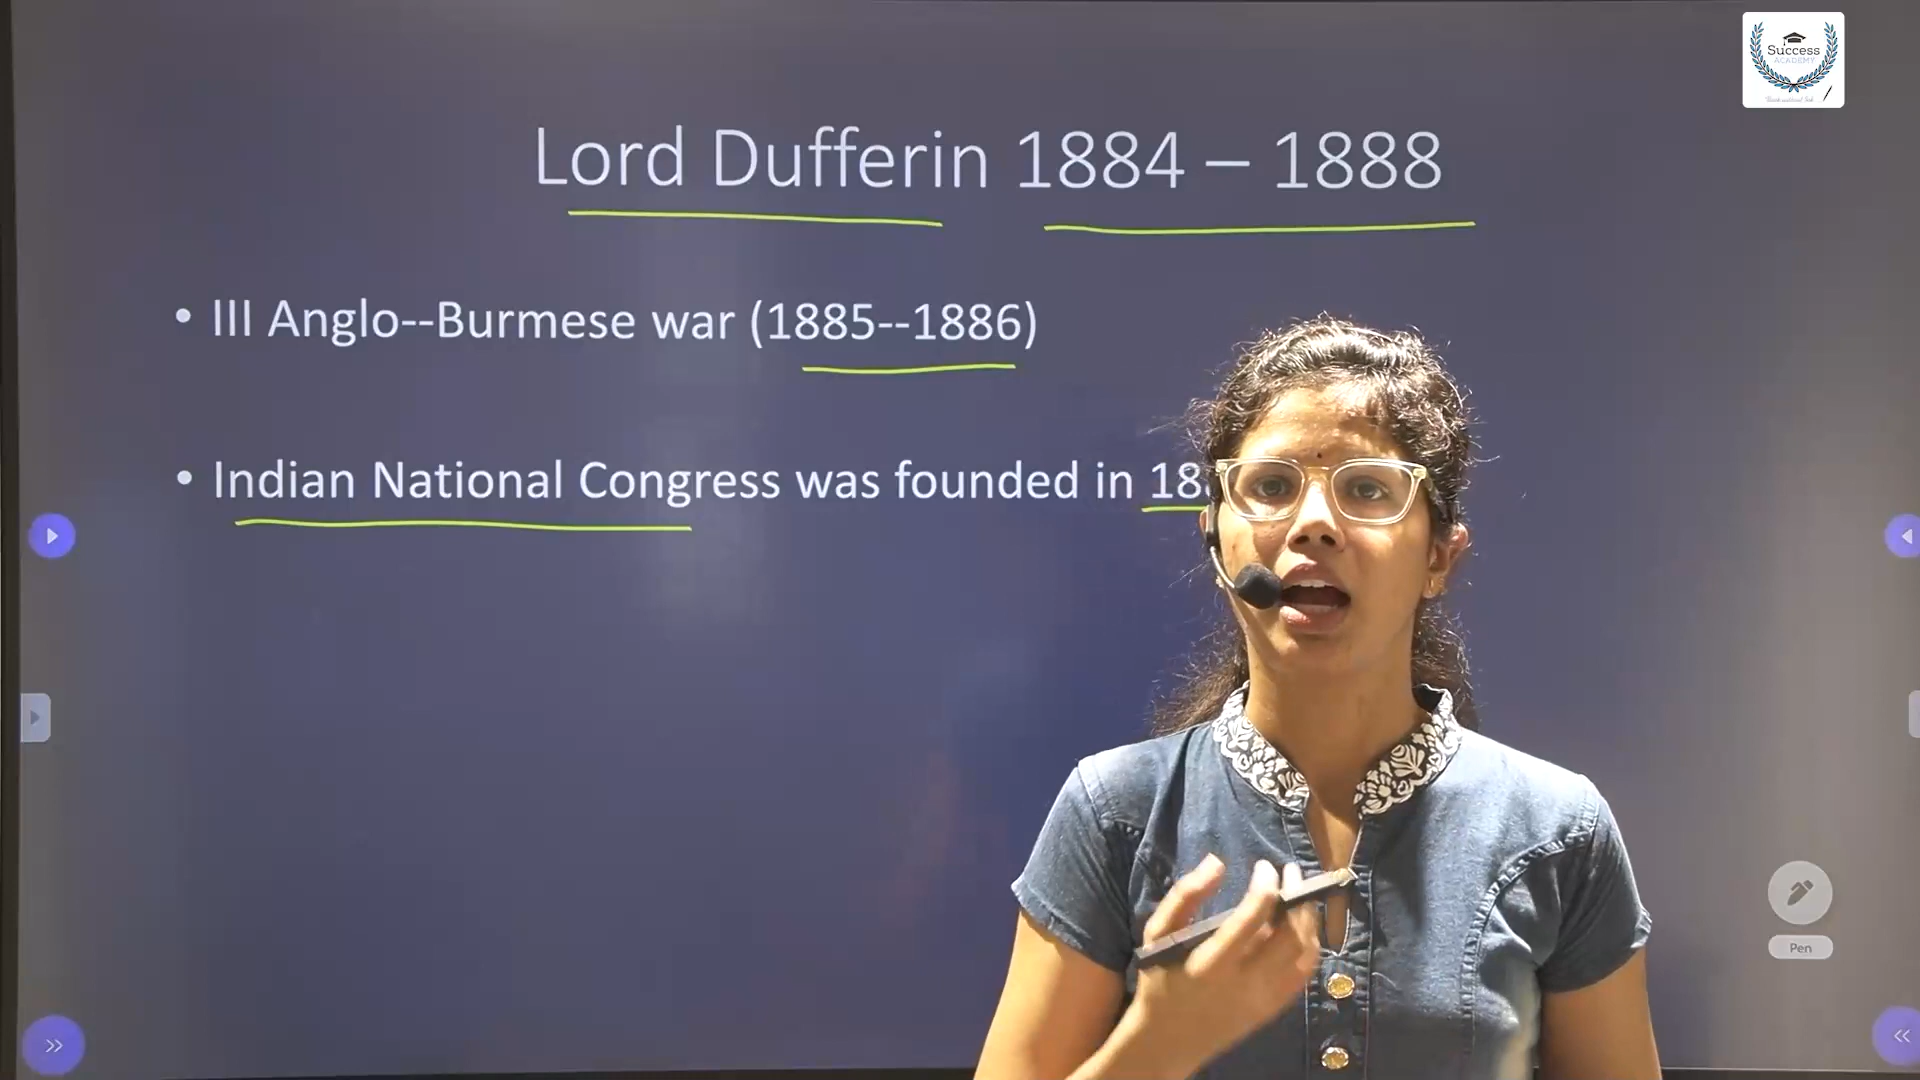 Success
ACADEMY
Lord Dufferin 1884 – 1888
• III Anglo--Burmese war (1885--1886)
• Indian National Congress was founded in 18
Pen